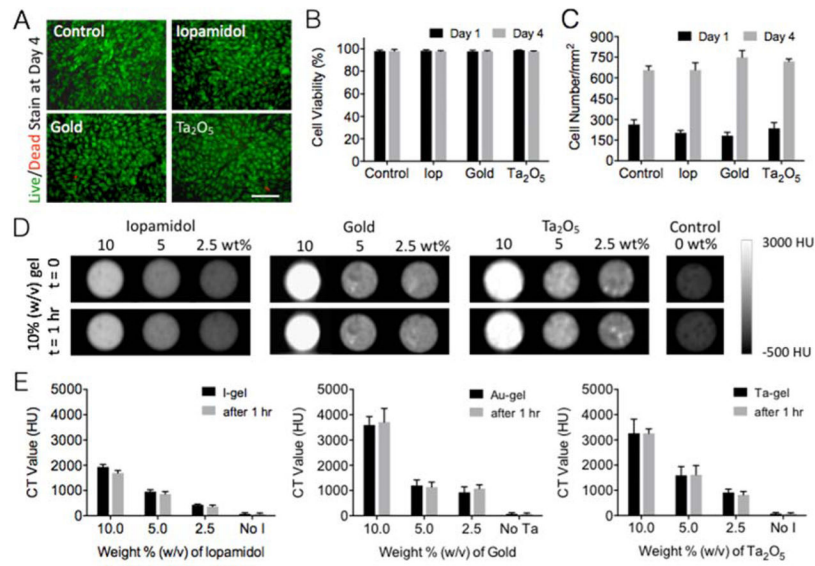 A
Live/Dead Stain at Day 4
Control
Iopamidol
Gold
Ta₂O₅
B
Day 1
Day 4
Cell Viability (%)
100
80
60
40
20
0
Control
Iop
Gold
Ta₂O₅
C
Day 1
Day 4
Cell Number/mm²
900
750
600
450
300
150
0
Control
Iop
Gold
Ta₂O₅
D
Iopamidol
10 5 2.5 wt%
Gold
10 5 2.5 wt%
Ta₂O₅
10 5 2.5 wt%
Control
0 wt%
10% (w/v) gel
t = 0
t = 1 hr
3000 HU
-500 HU
E
I-gel
after 1 hr
CT Value (HU)
5000
4000
3000
2000
1000
0
10.0 5.0 2.5 No I
Weight % (w/v) of Iopamidol
Au-gel
after 1 hr
CT Value (HU)
5000
4000
3000
2000
1000
0
10.0 5.0 2.5 No Ta
Weight % (w/v) of Gold
Ta-gel
after 1 hr
CT Value (HU)
5000
4000
3000
2000
1000
0
10.0 5.0 2.5 No I
Weight % (w/v) of Ta₂O₅